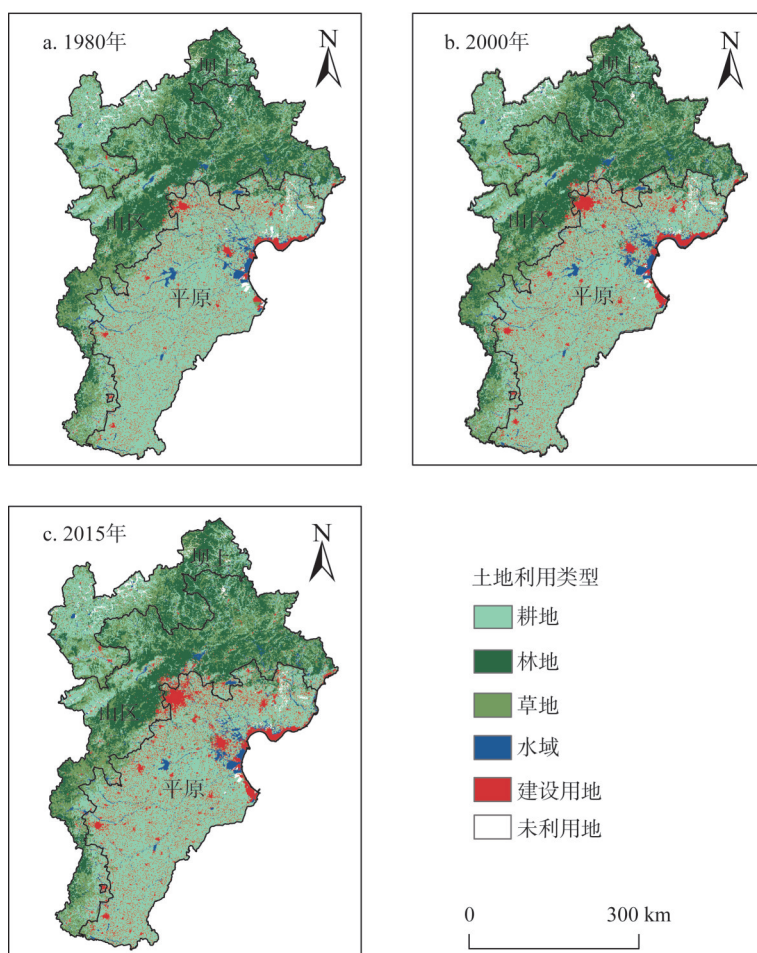 a. 1980年
N
坝上
山区
平原
b. 2000年
N
坝上
山区
平原
c. 2015年
N
坝上
山区
平原
土地利用类型
耕地
林地
草地
水域
建设用地
未利用地
0 300 km